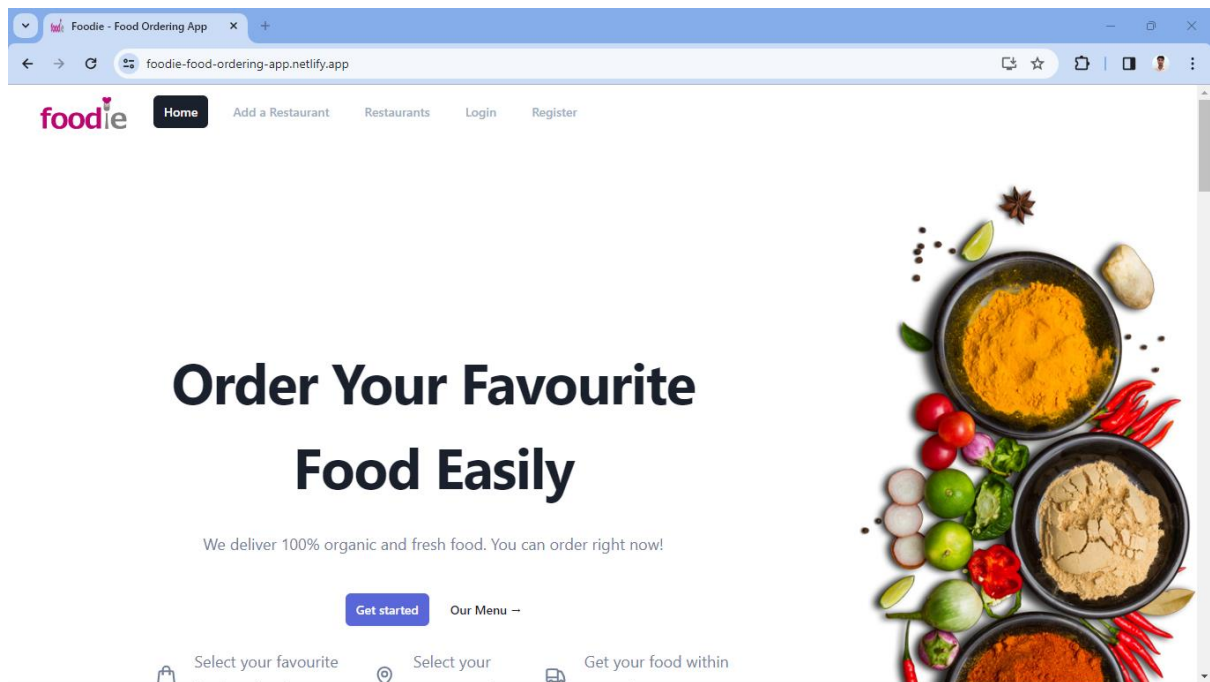 Foodie - Food Ordering App
foodie-food-ordering-app.netlify.app
foodie Home Add a Restaurant Restaurants Login Register
Order Your Favourite
Food Easily
We deliver 100% organic and fresh food. You can order right now!
Get started Our Menu →
Select your favourite Select your Get your food within